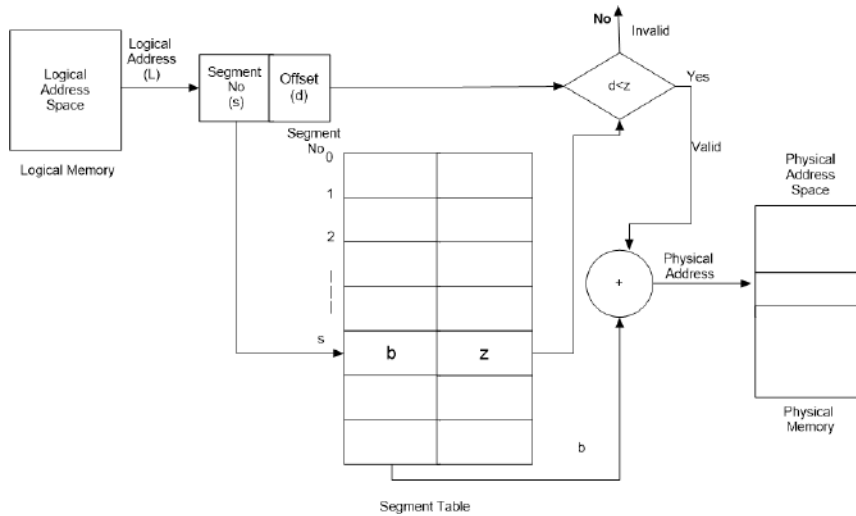 No
Invalid
Logical
Address
(L)
Logical
Address
Space
Segment
No
(s)
Offset
(d)
d<z
Yes
Logical Memory
Segment
No
0
1
2
s
b
z
Valid
Physical
Address
Space
+
Physical
Address
b
Physical
Memory
Segment Table